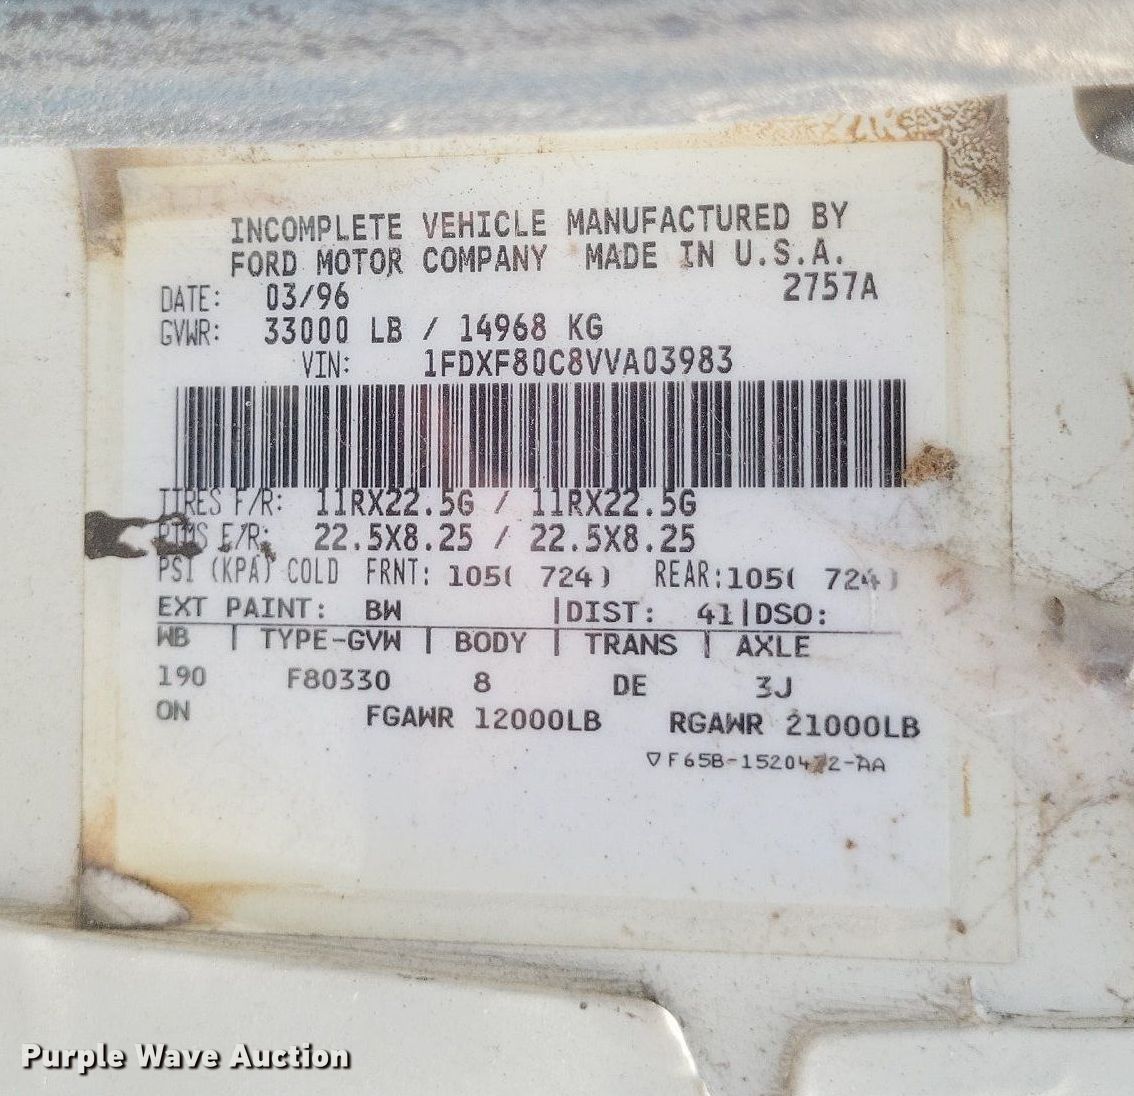 INCOMPLETE VEHICLE MANUFACTURED BY
FORD MOTOR COMPANY MADE IN U.S.A.
2757A
DATE: 03/96
GVWR: 33000 LB / 14968 KG
VIN: 1FDXF80C8VVA03983
TIRES F/R: 11RX22.5G / 11RX22.5G
RIMS F/R: 22.5X8.25 / 22.5X8.25
PSI (KPA) COLD FRNT: 105( 724) REAR:105( 724)
EXT PAINT: BW |DIST: 41|DSO:
WB | TYPE-GVW | BODY | TRANS | AXLE
190 F80330 8 DE 3J
ON FGAWR 12000LB RGAWR 21000LB
Purple Wave Auction